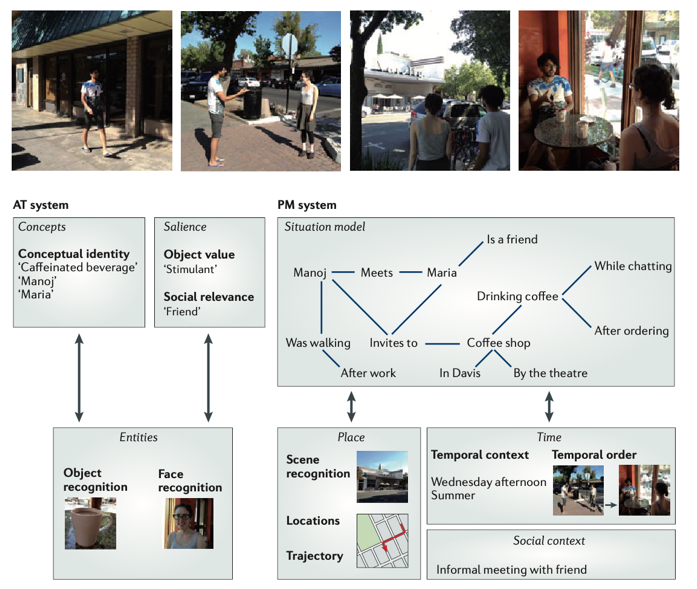 AT system
Concepts
Conceptual identity
‘Caffeinated beverage’
‘Manoj’
‘Maria’
Salience
Object value
‘Stimulant’
Social relevance
‘Friend’
Entities
Object
recognition
Face
recognition
PM system
Situation model
Is a friend
Manoj
Meets
Maria
While chatting
Drinking coffee
After ordering
Was walking
Invites to
Coffee shop
After work
In Davis
By the theatre
Place
Scene
recognition
Locations
Trajectory
Time
Temporal context
Wednesday afternoon
Summer
Temporal order
Social context
Informal meeting with friend